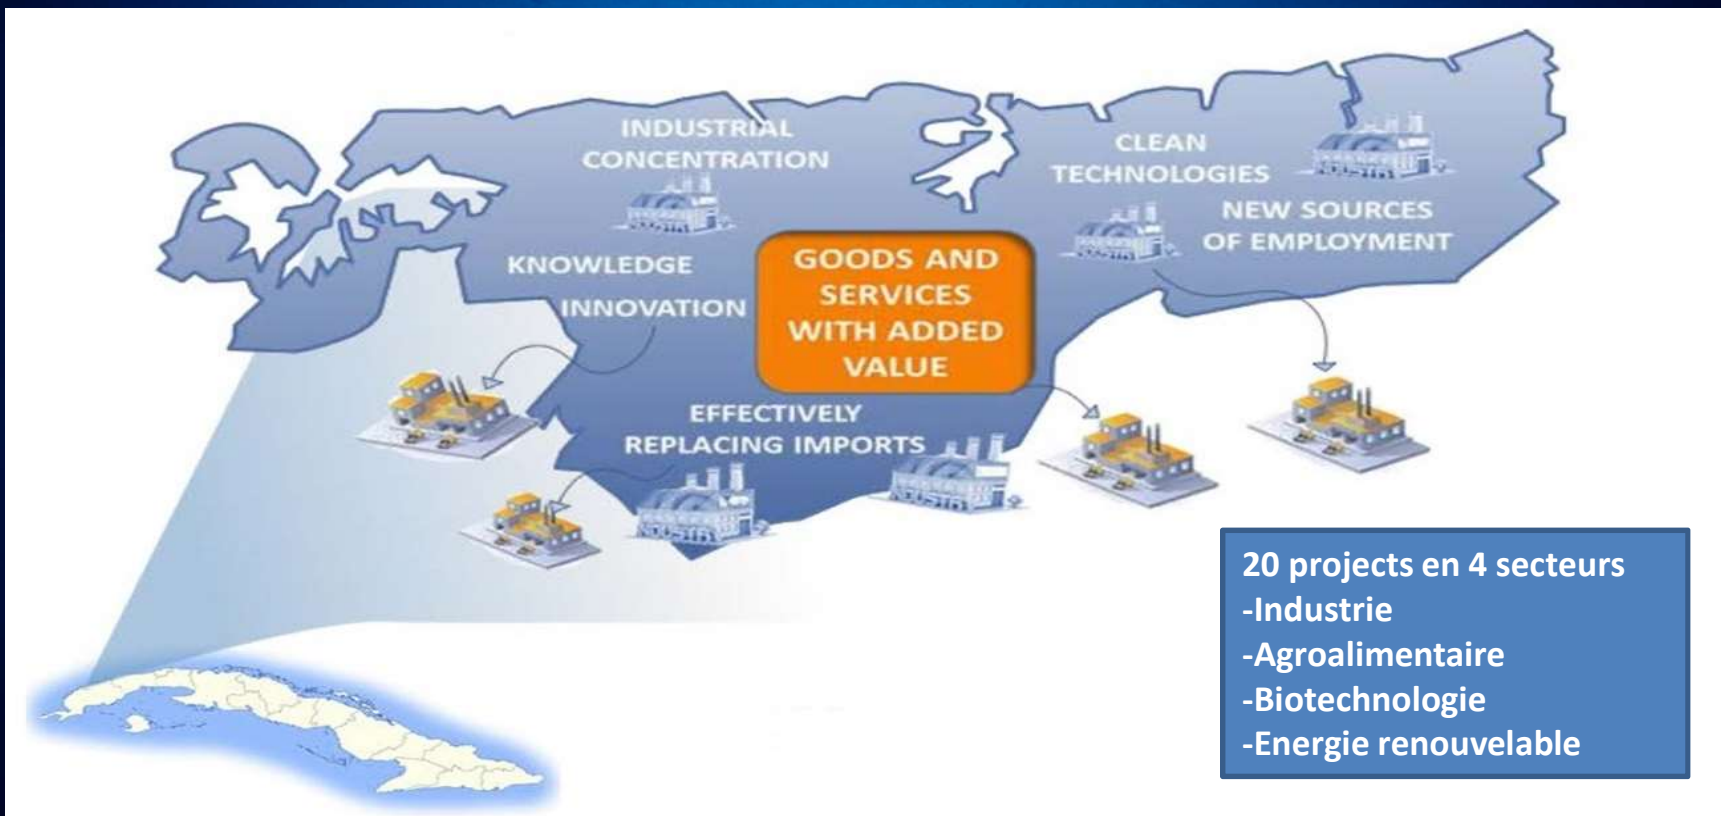 INDUSTRIAL
CONCENTRATION
CLEAN
TECHNOLOGIES
NEW SOURCES
OF EMPLOYMENT
KNOWLEDGE
INNOVATION
GOODS AND
SERVICES
WITH ADDED
VALUE
EFFECTIVELY
REPLACING IMPORTS
20 projects en 4 secteurs
-Industrie
-Agroalimentaire
-Biotechnologie
-Energie renouvelable